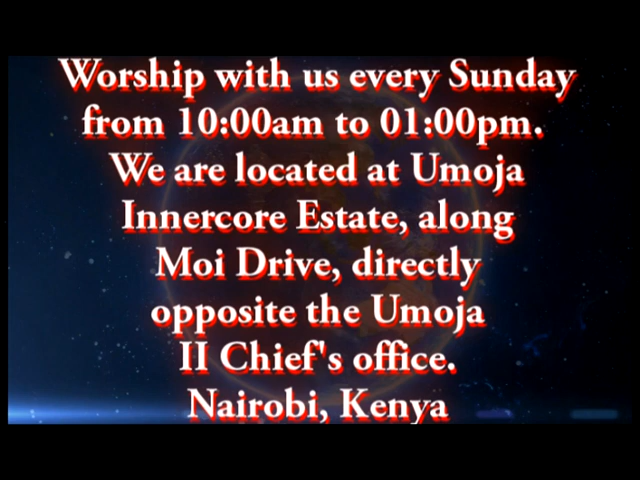 Worship with us every Sunday
from 10:00am to 01:00pm.
We are located at Umoja
Innercore Estate, along
Moi Drive, directly
opposite the Umoja
II Chief's office.
Nairobi, Kenya